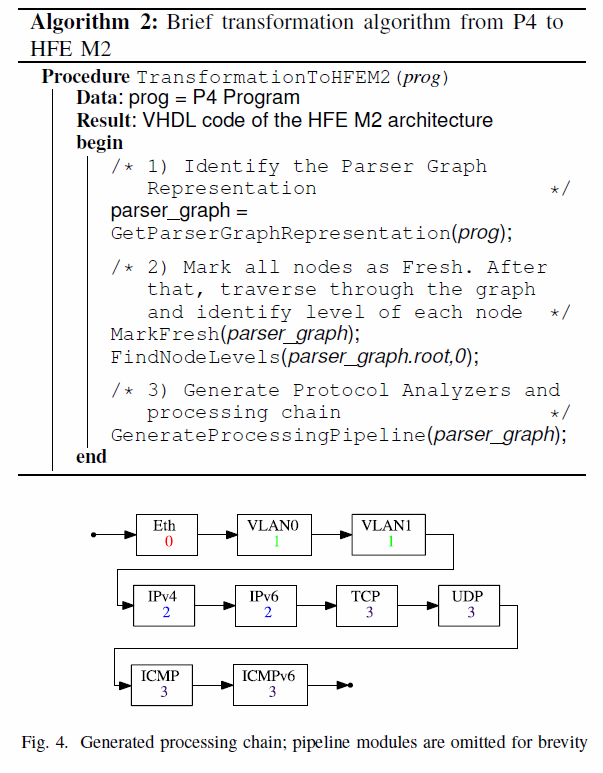 Algorithm 2: Brief transformation algorithm from P4 to
HFE M2
Procedure TransformationToHFEM2(prog)
Data: prog = P4 Program
Result: VHDL code of the HFE M2 architecture
begin
/* 1) Identify the Parser Graph
Representation */
parser_graph =
GetParserGraphRepresentation(prog);
/* 2) Mark all nodes as Fresh. After
that, traverse through the graph
and identify level of each node */
MarkFresh(parser_graph);
FindNodeLevels(parser_graph.root,0);
/* 3) Generate Protocol Analyzers and
processing chain */
GenerateProcessingPipeline(parser_graph);
end
Eth VLAN0 VLAN1
0 1 1
IPv4 IPv6 TCP UDP
2 2 3 3
ICMP ICMPv6
3 3
Fig. 4. Generated processing chain; pipeline modules are omitted for brevity